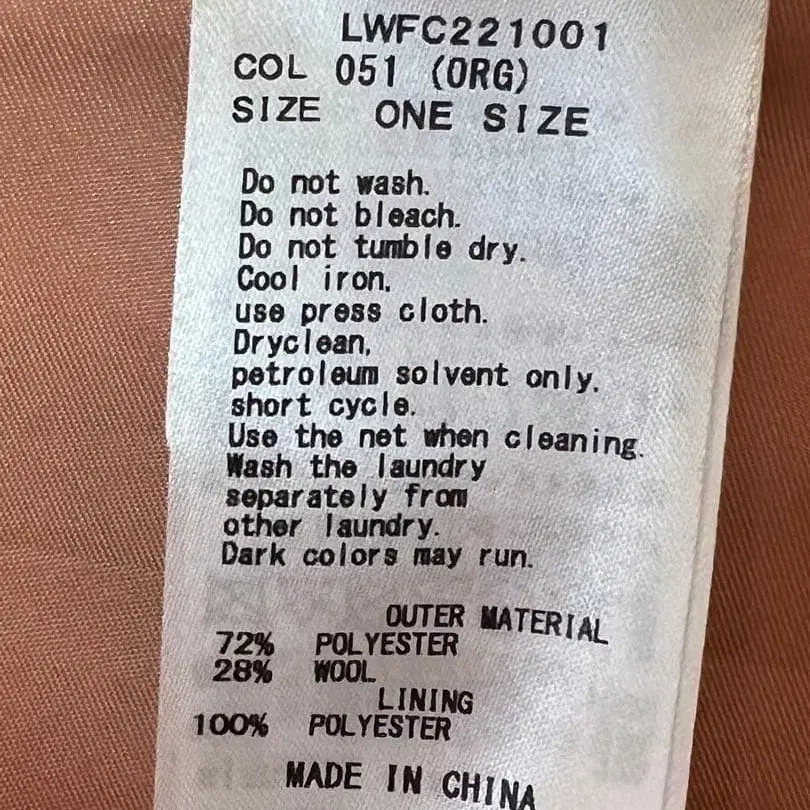 LWFC221001
COL 051 (ORG)
SIZE ONE SIZE
Do not wash.
Do not bleach.
Do not tumble dry.
Cool iron.
use press cloth.
Dryclean,
petroleum solvent only.
short cycle.
Use the net when cleaning.
Wash the laundry
separately from
other laundry.
Dark colors may run.
OUTER MATERIAL
72% POLYESTER
28% WOOL
LINING
100% POLYESTER
MADE IN CHINA